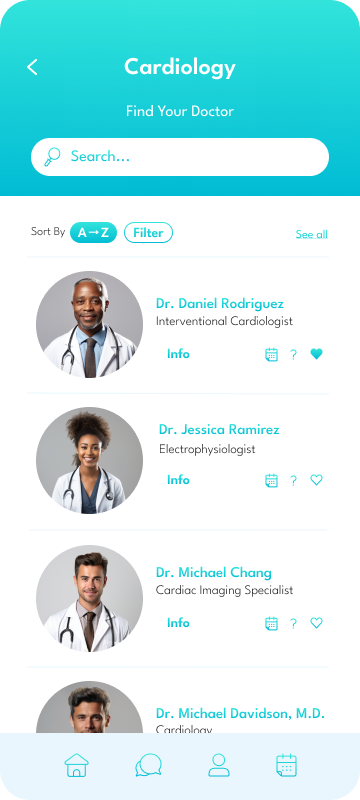 Cardiology
Find Your Doctor
Search...
Sort By A→Z Filter See all
Dr. Daniel Rodriguez
Interventional Cardiologist
Info ?
Dr. Jessica Ramirez
Electrophysiologist
Info ?
Dr. Michael Chang
Cardiac Imaging Specialist
Info ?
Dr. Michael Davidson, M.D.
Cardiology